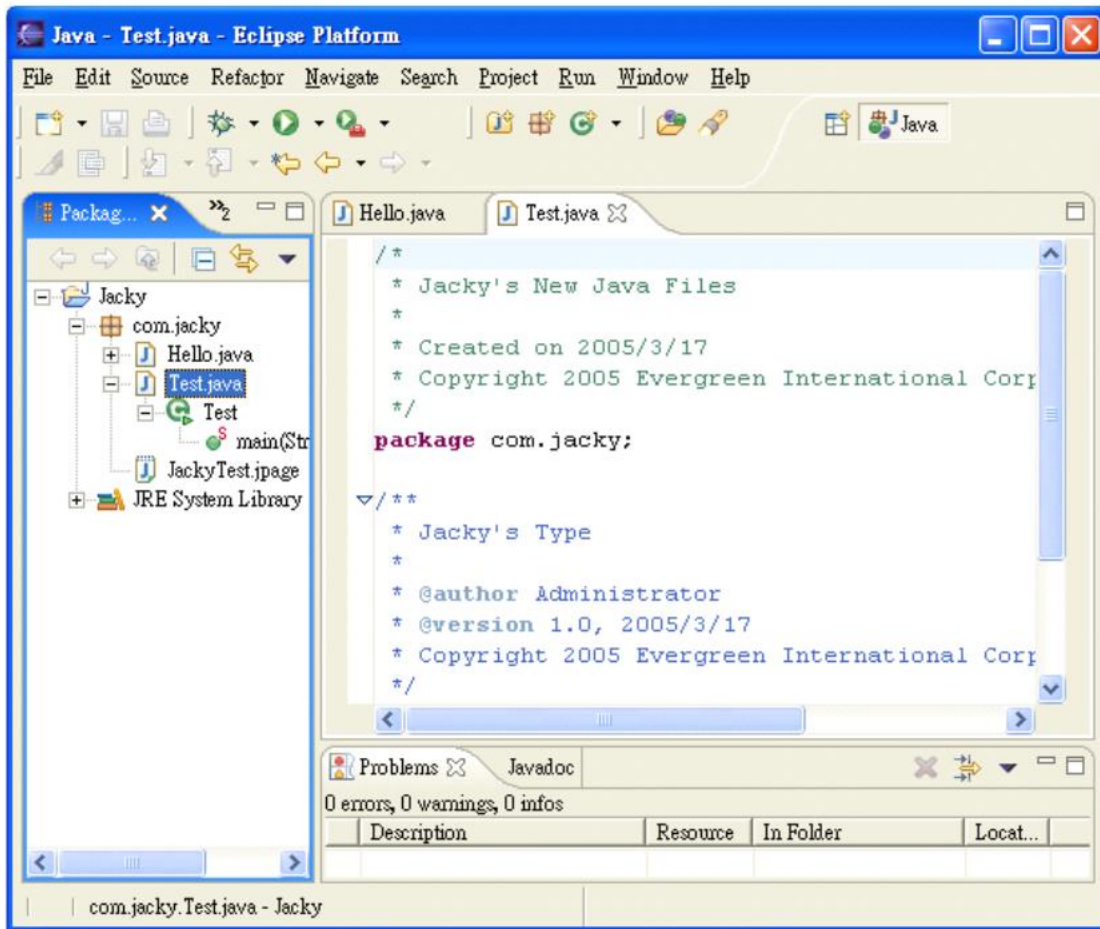 Java - Test.java - Eclipse Platform
File Edit Source Refactor Navigate Search Project Run Window Help
Java
Packag...
»2
Hello.java
Test.java
Jacky
com.jacky
Hello.java
Test.java
Test
main(Str
JackyTest.jpage
JRE System Library
/*
* Jacky's New Java Files
*
* Created on 2005/3/17
* Copyright 2005 Evergreen International Corp
*/
package com.jacky;
/**
* Jacky's Type
*
* @author Administrator
* @version 1.0, 2005/3/17
* Copyright 2005 Evergreen International Corp
*/
Problems Javadoc
0 errors, 0 warnings, 0 infos
Description Resource In Folder Locat...
com.jacky.Test.java - Jacky